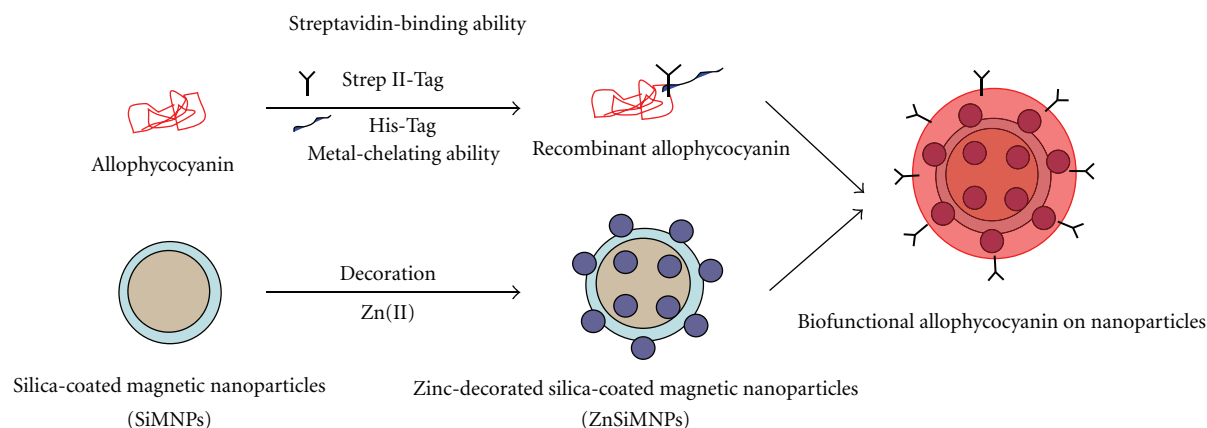 Streptavidin-binding ability
Strep II-Tag
His-Tag
Metal-chelating ability
Allophycocyanin
Recombinant allophycocyanin
Decoration
Zn(II)
Biofunctional allophycocyanin on nanoparticles
Silica-coated magnetic nanoparticles
(SiMNPs)
Zinc-decorated silica-coated magnetic nanoparticles
(ZnSiMNPs)